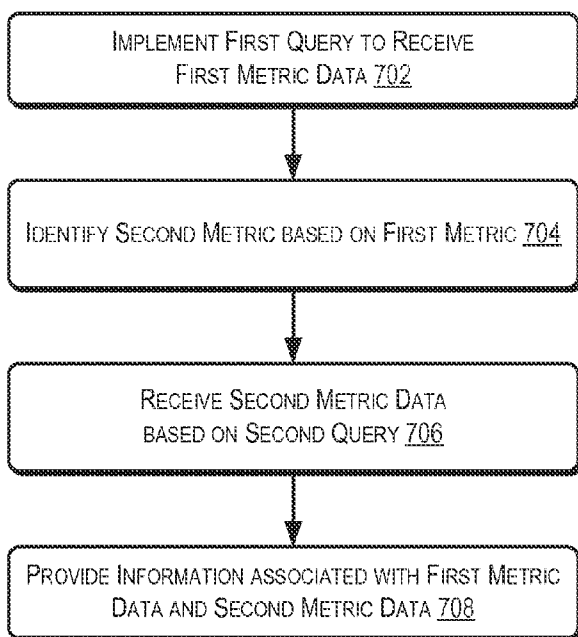 IMPLEMENT FIRST QUERY TO RECEIVE
FIRST METRIC DATA 702
IDENTIFY SECOND METRIC BASED ON FIRST METRIC 704
RECEIVE SECOND METRIC DATA
BASED ON SECOND QUERY 706
PROVIDE INFORMATION ASSOCIATED WITH FIRST METRIC
DATA AND SECOND METRIC DATA 708